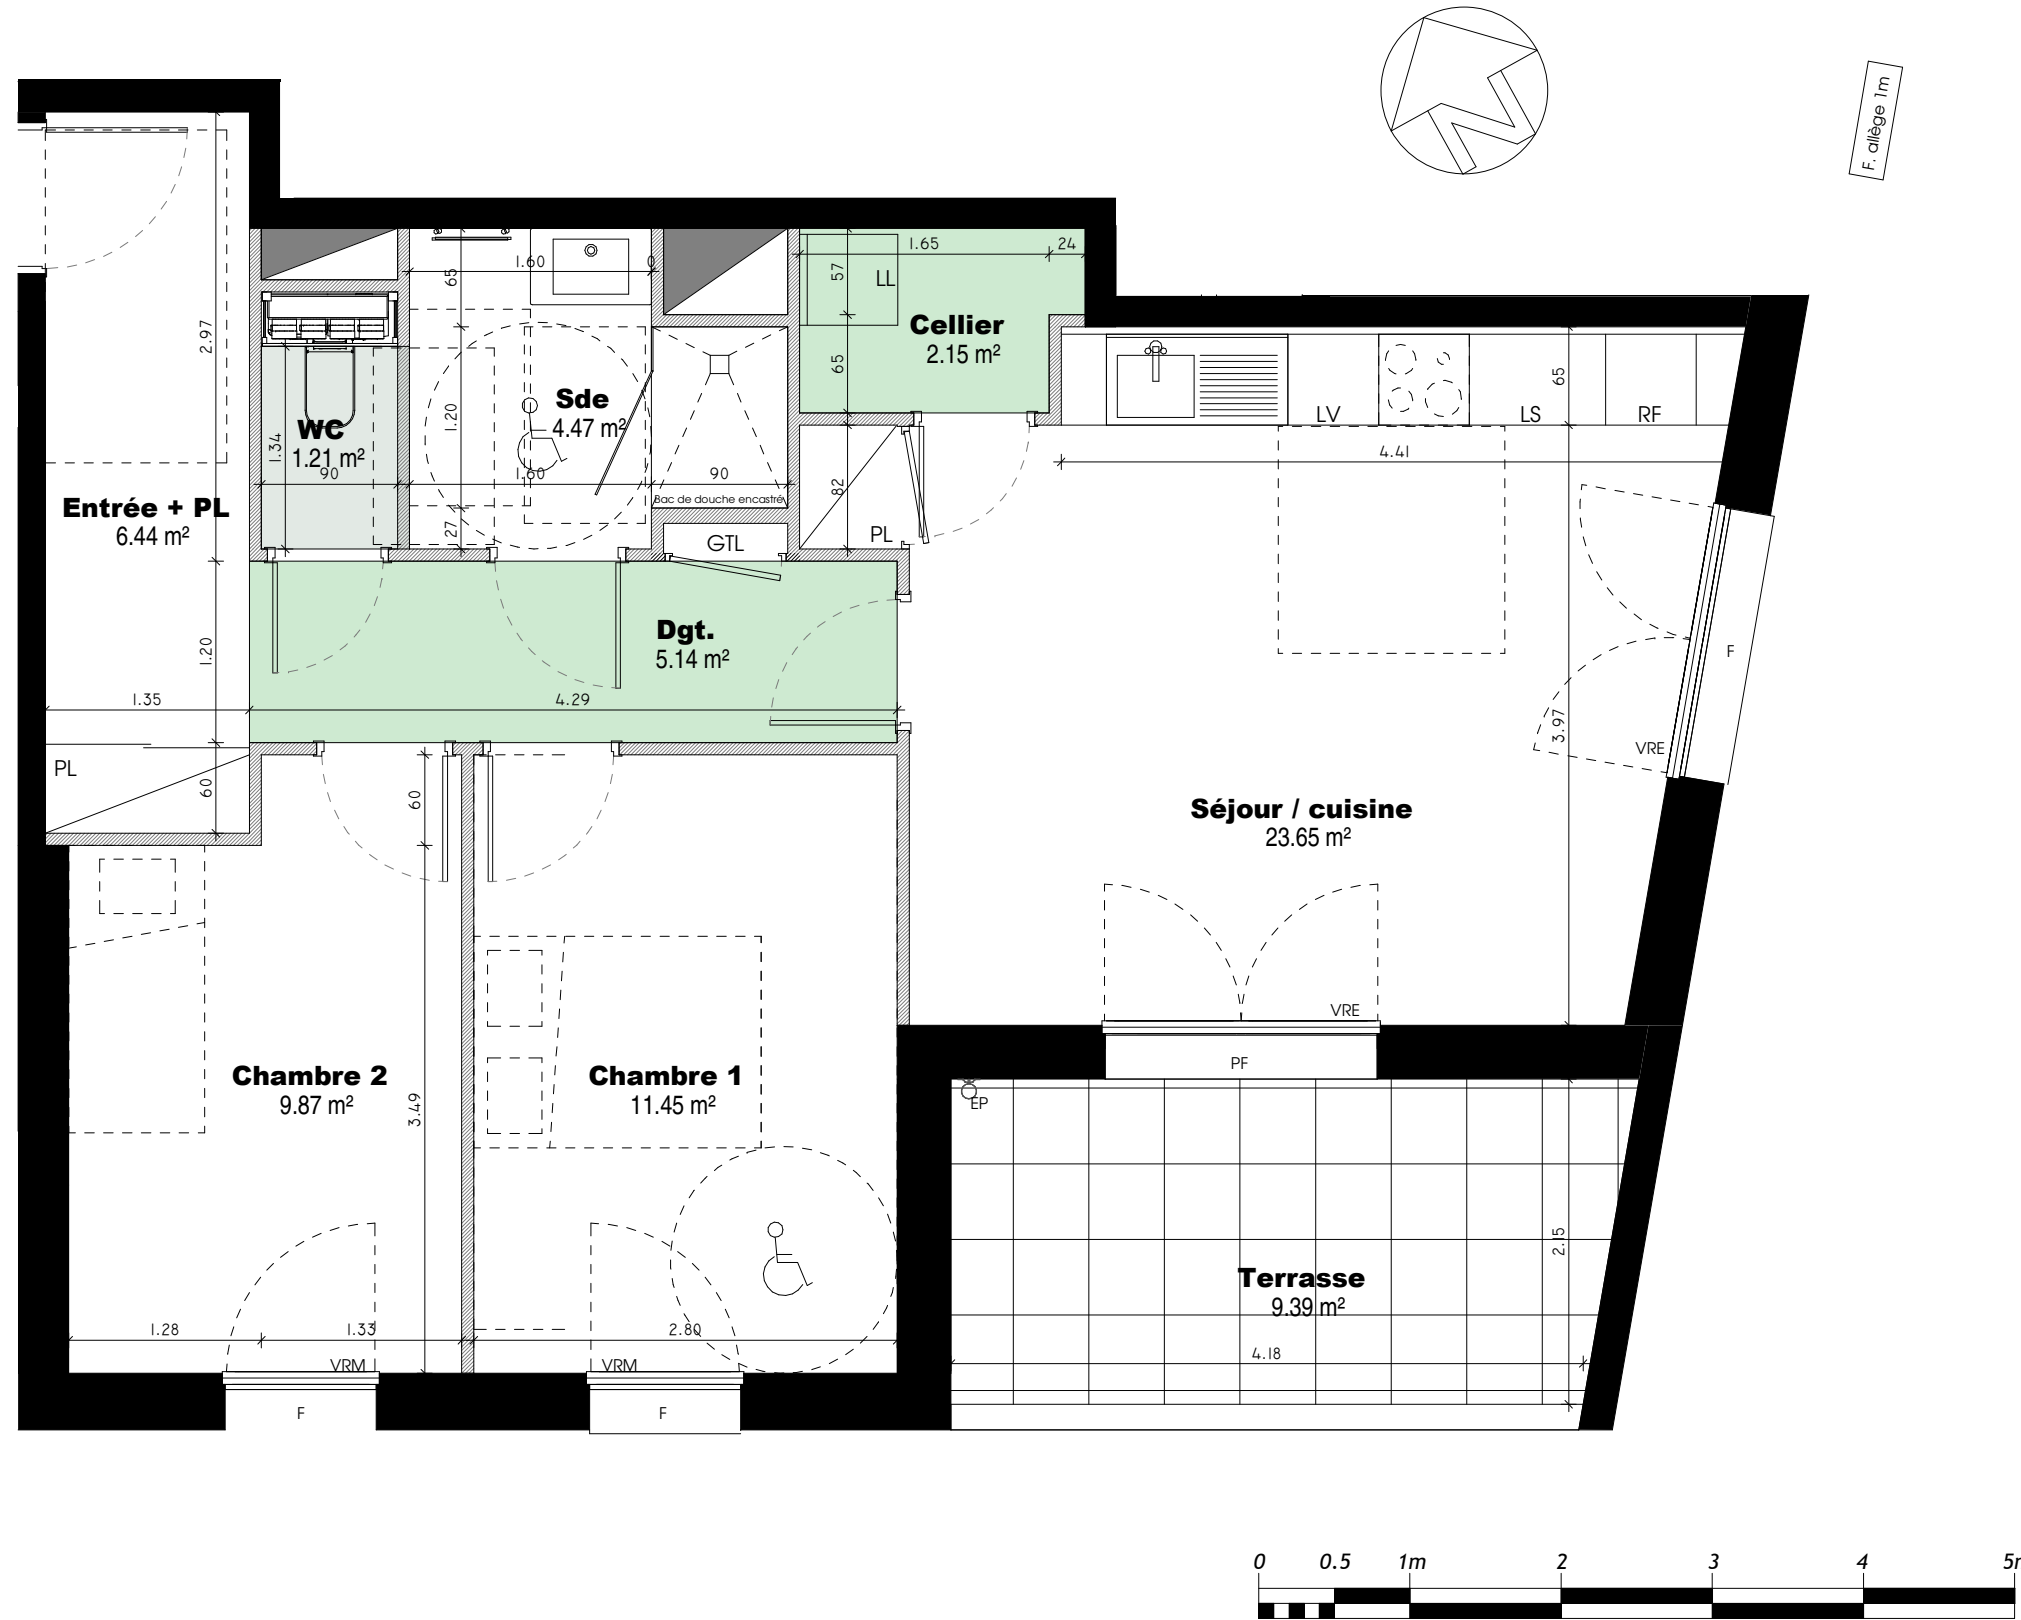 F. allège 1m
N
1.65
24
57
LL
Cellier
2.15 m²
65
65
1.60
0
2.97
Sde
4.47 m²
1.20
WC
1.21 m²
1.34
90
1.60
90
Bac de douche encastré
27
82
PL
GTL
LV
LS
RF
65
4.41
Entrée + PL
6.44 m²
Dgt.
5.14 m²
1.20
1.35
4.29
PL
60
60
F
VRE
3.97
Séjour / cuisine
23.65 m²
VRE
PF
EP
Chambre 2
9.87 m²
3.49
Chambre 1
11.45 m²
2.15
Terrasse
9.39 m²
4.18
1.28
1.33
2.80
VRM
VRM
F
F
0 0.5 1m 2 3 4 5m